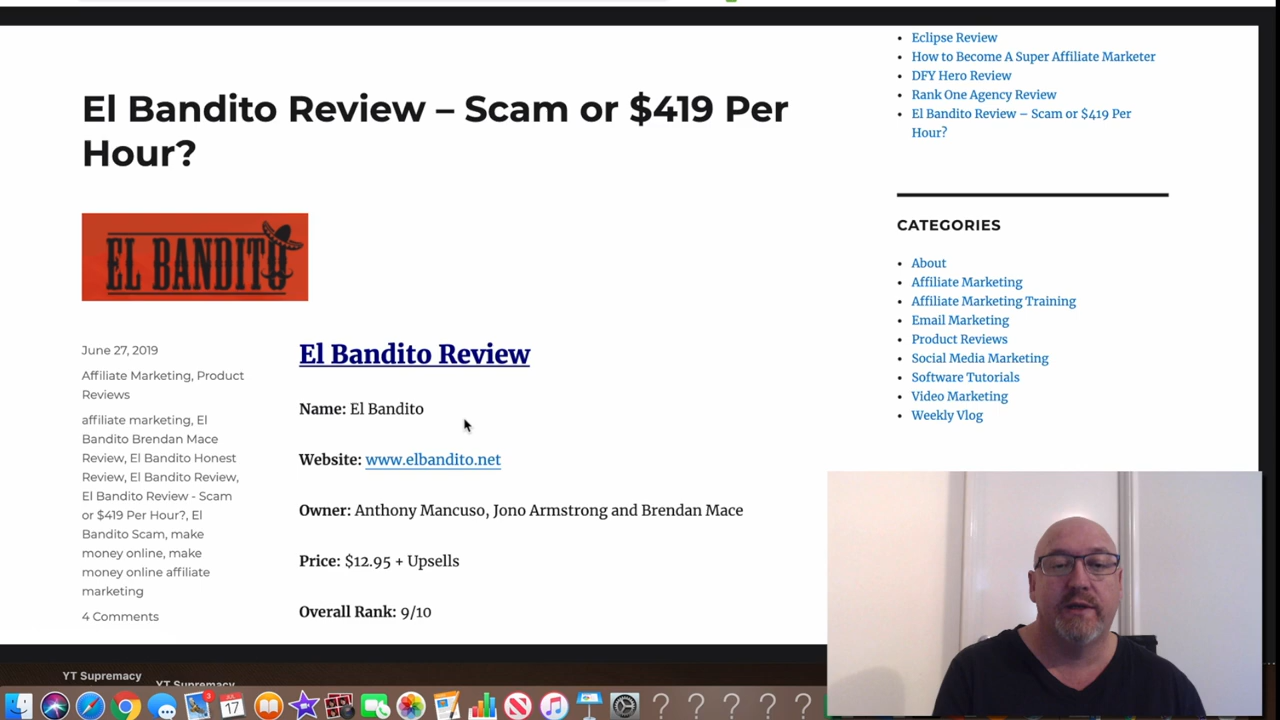 El Bandito Review – Scam or $419 Per
Hour?
EL BANDITO
June 27, 2019
Affiliate Marketing, Product
Reviews
affiliate marketing, El
Bandito Brendan Mace
Review, El Bandito Honest
Review, El Bandito Review,
El Bandito Review - Scam
or $419 Per Hour?, El
Bandito Scam, make
money online, make
money online affiliate
marketing
4 Comments
El Bandito Review
Name: El Bandito
Website: www.elbandito.net
Owner: Anthony Mancuso, Jono Armstrong and Brendan Mace
Price: $12.95 + Upsells
Overall Rank: 9/10
Eclipse Review
How to Become A Super Affiliate Marketer
DFY Hero Review
Rank One Agency Review
El Bandito Review – Scam or $419 Per
Hour?
CATEGORIES
About
Affiliate Marketing
Affiliate Marketing Training
Email Marketing
Product Reviews
Social Media Marketing
Software Tutorials
Video Marketing
Weekly Vlog
YT Supremacy
YT Supremacy
3
JUL
17
? ? ? ? ?